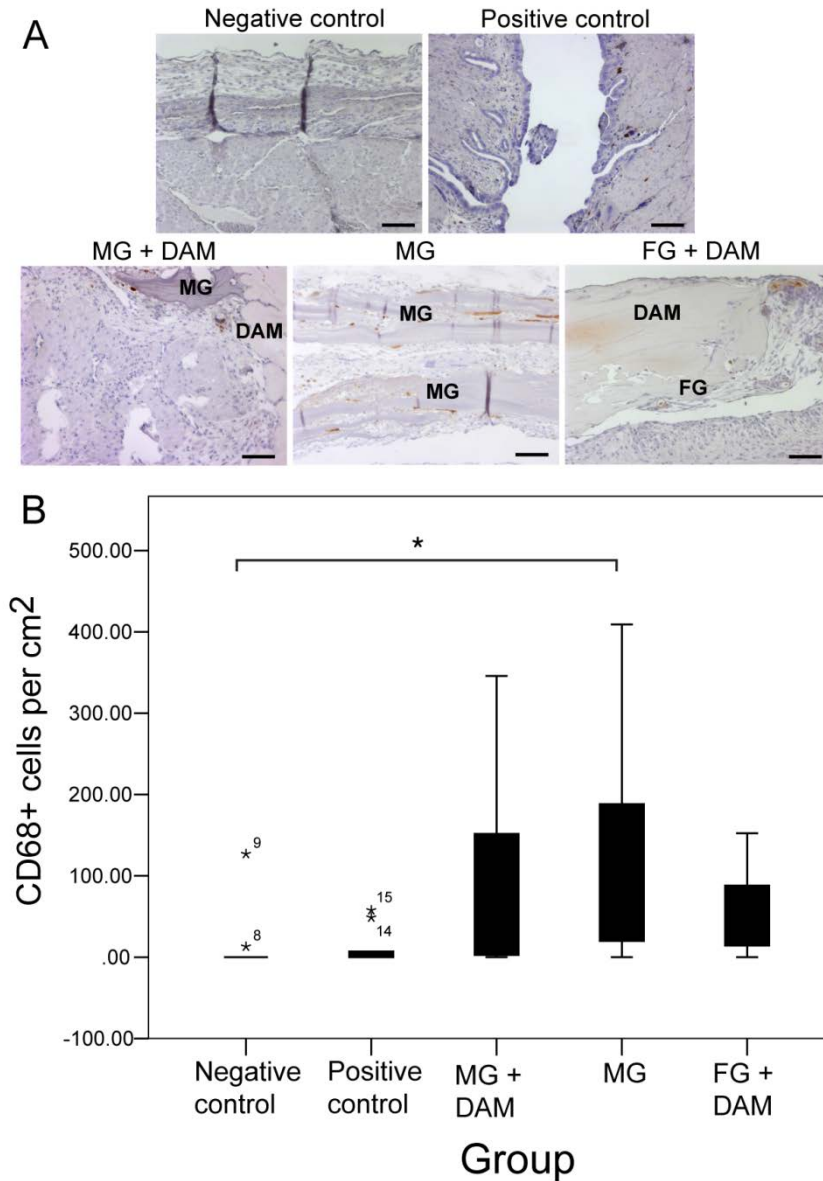 A
Negative control
Positive control
MG + DAM
MG
FG + DAM
MG
DAM
MG
MG
DAM
FG
B
CD68+ cells per cm2
500.00
400.00
300.00
200.00
100.00
.00
-100.00
*
* 9
* 8
* 15
* 14
Negative control
Positive control
MG + DAM
MG
FG + DAM
Group